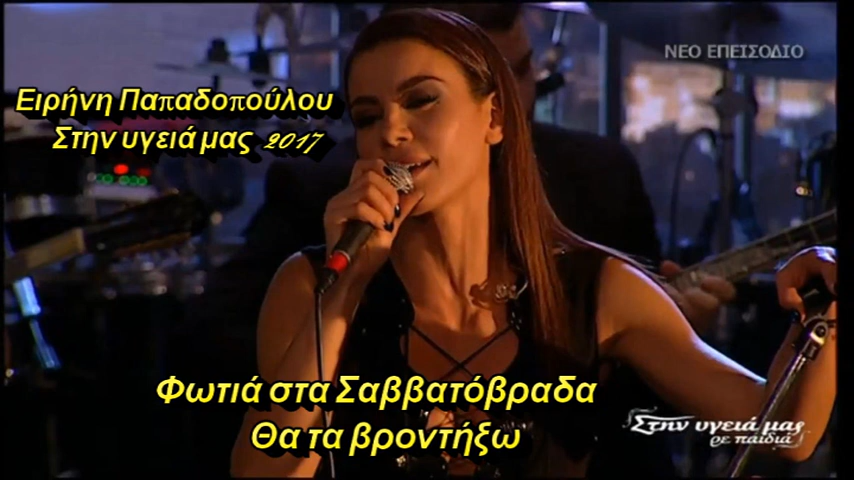 ΝΕΟ ΕΠΕΙΣΟΔΙΟ
Ειρήνη Παπαδοπούλου
Στην υγειά μας 2017
Φωτιά στα Σαββατόβραδα
Θα τα βροντήξω
Στην υγειά μας
ρε παιδιά